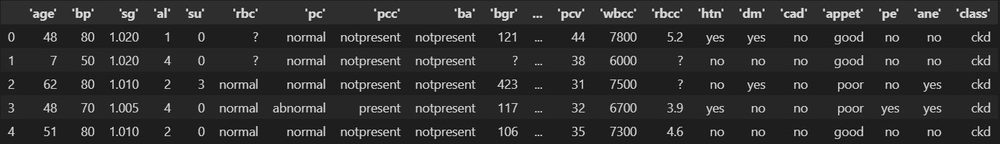 'age' 'bp' 'sg' 'al' 'su' 'rbc' 'pc' 'pcc' 'ba' 'bgr' ... 'pcv' 'wbcc' 'rbcc' 'htn' 'dm' 'cad' 'appet' 'pe' 'ane' 'class'
0 48 80 1.020 1 0 ? normal notpresent notpresent 121 ... 44 7800 5.2 yes yes no good no no ckd
1 7 50 1.020 4 0 ? normal notpresent notpresent ? ... 38 6000 ? no no no good no no ckd
2 62 80 1.010 2 3 normal normal notpresent notpresent 423 ... 31 7500 ? no yes no poor no yes ckd
3 48 70 1.005 4 0 normal abnormal present notpresent 117 ... 32 6700 3.9 yes no no poor yes yes ckd
4 51 80 1.010 2 0 normal normal notpresent notpresent 106 ... 35 7300 4.6 no no no good no no ckd